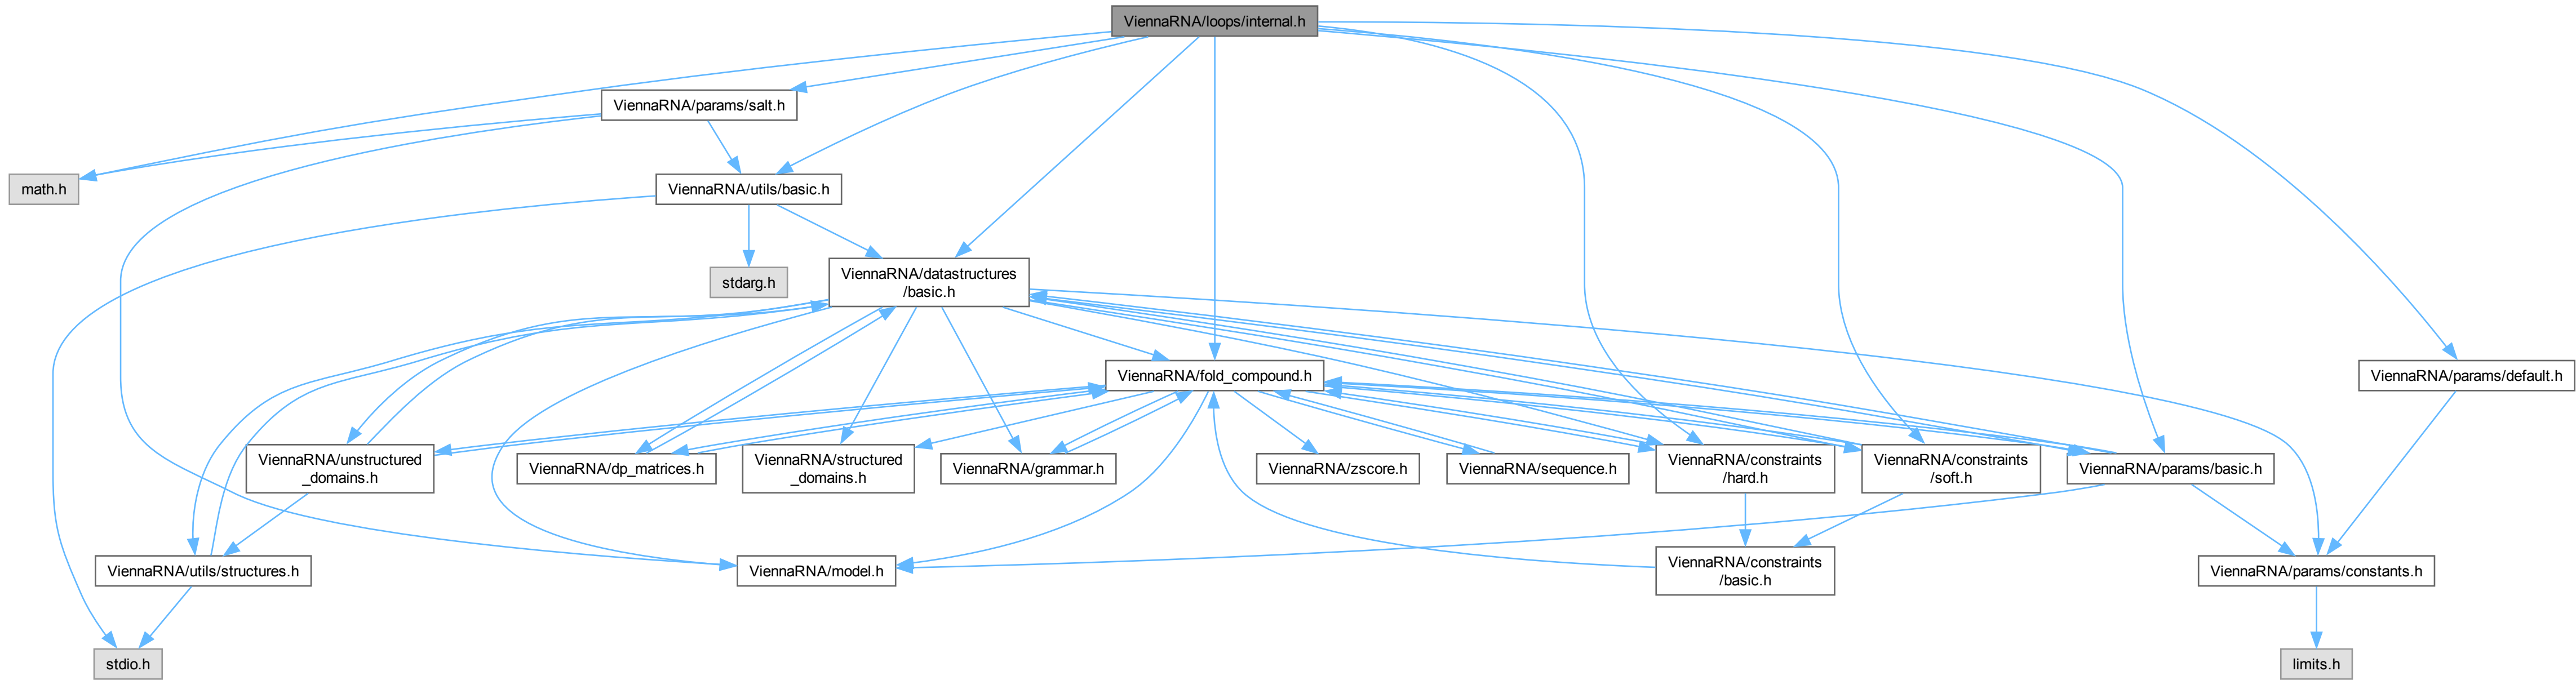 ViennaRNA/loops/internal.h
ViennaRNA/params/salt.h
math.h
ViennaRNA/utils/basic.h
stdarg.h
ViennaRNA/datastructures
/basic.h
ViennaRNA/fold_compound.h
ViennaRNA/params/default.h
ViennaRNA/unstructured
_domains.h
ViennaRNA/dp_matrices.h
ViennaRNA/structured
_domains.h
ViennaRNA/grammar.h
ViennaRNA/zscore.h
ViennaRNA/sequence.h
ViennaRNA/constraints
/hard.h
ViennaRNA/constraints
/soft.h
ViennaRNA/params/basic.h
ViennaRNA/utils/structures.h
ViennaRNA/model.h
ViennaRNA/constraints
/basic.h
ViennaRNA/params/constants.h
stdio.h
limits.h